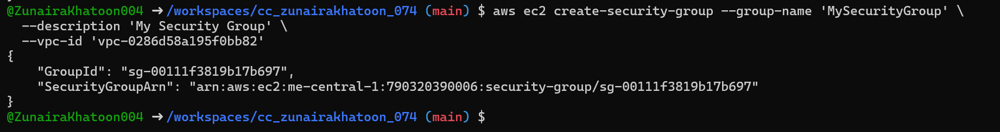 @ZunairaKhatoon004 ➜ /workspaces/cc_zunairakhatoon_074 (main) $ aws ec2 create-security-group --group-name 'MySecurityGroup' \
  --description 'My Security Group' \
  --vpc-id 'vpc-0286d58a195f0bb82'
{
    "GroupId": "sg-00111f3819b17b697",
    "SecurityGroupArn": "arn:aws:ec2:me-central-1:790320390006:security-group/sg-00111f3819b17b697"
}
@ZunairaKhatoon004 ➜ /workspaces/cc_zunairakhatoon_074 (main) $